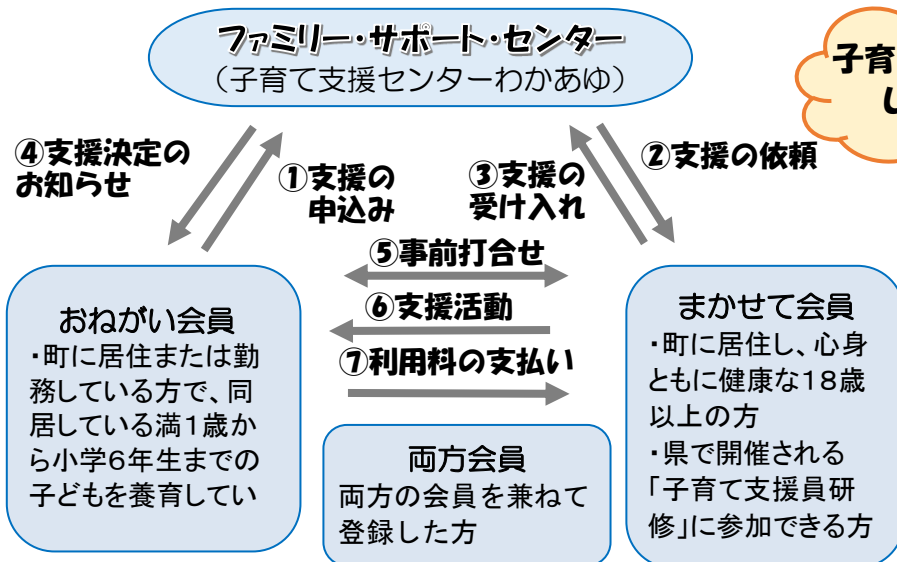 ファミリー・サポート・センター
(子育て支援センターわかあゆ)
子育
し
④支援決定の
お知らせ
①支援の
申込み
③支援の
受け入れ
②支援の依頼
⑤事前打合せ
⑥支援活動
⑦利用料の支払い
おねがい会員
・町に居住または勤
務している方で、同
居している満1歳か
ら小学6年生までの
子どもを養育してい
両方会員
両方の会員を兼ねて
登録した方
まかせて会員
・町に居住し、心身
ともに健康な18歳
以上の方
・県で開催される
「子育て支援員研
修」に参加できる方